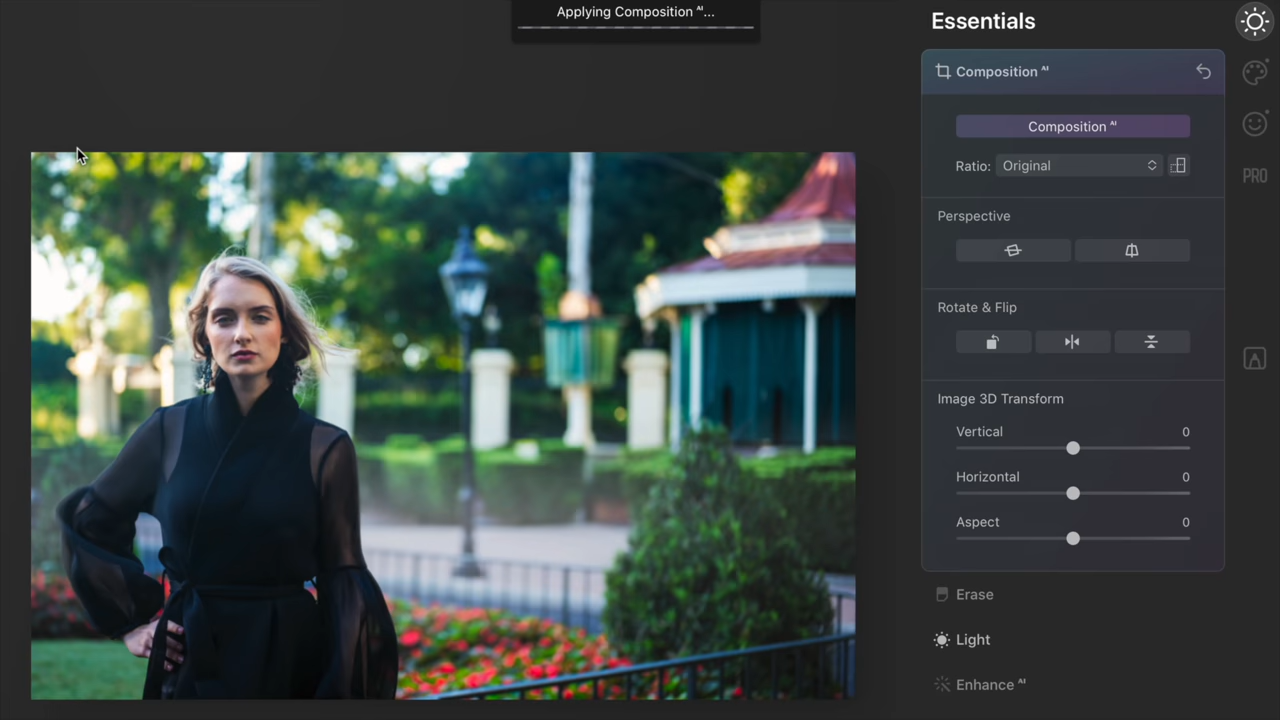 Applying Composition AI...
Essentials
Composition AI
Composition AI
Ratio: Original
PRO
Perspective
Rotate & Flip
Image 3D Transform
Vertical 0
Horizontal 0
Aspect 0
Erase
Light
Enhance AI